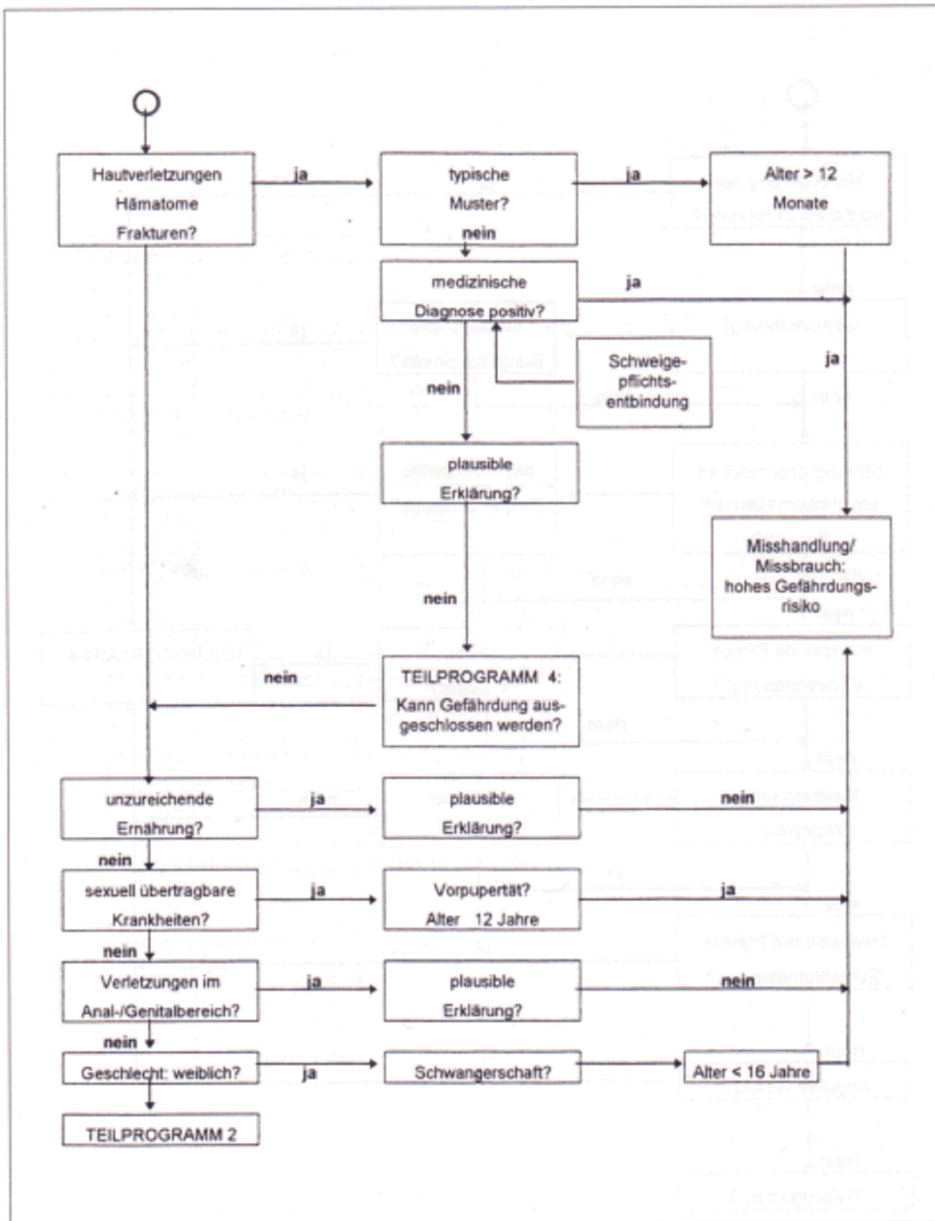 Hautverletzungen
Hämatome
Frakturen?
ja
typische
Muster?
nein
ja
Alter > 12
Monate
medizinische
Diagnose positiv?
ja
nein
Schweige-
pflichts-
entbindung
ja
plausible
Erklärung?
nein
Misshandlung/
Missbrauch:
hohes Gefährdungs-
risiko
nein
TEILPROGRAMM 4:
Kann Gefährdung aus-
geschlossen werden?
unzureichende
Ernährung?
ja
plausible
Erklärung?
nein
nein
sexuell übertragbare
Krankheiten?
ja
Vorpupertät?
Alter 12 Jahre
ja
nein
Verletzungen im
Anal-/Genitalbereich?
ja
plausible
Erklärung?
nein
nein
Geschlecht: weiblich?
ja
Schwangerschaft?
Alter < 16 Jahre
TEILPROGRAMM 2